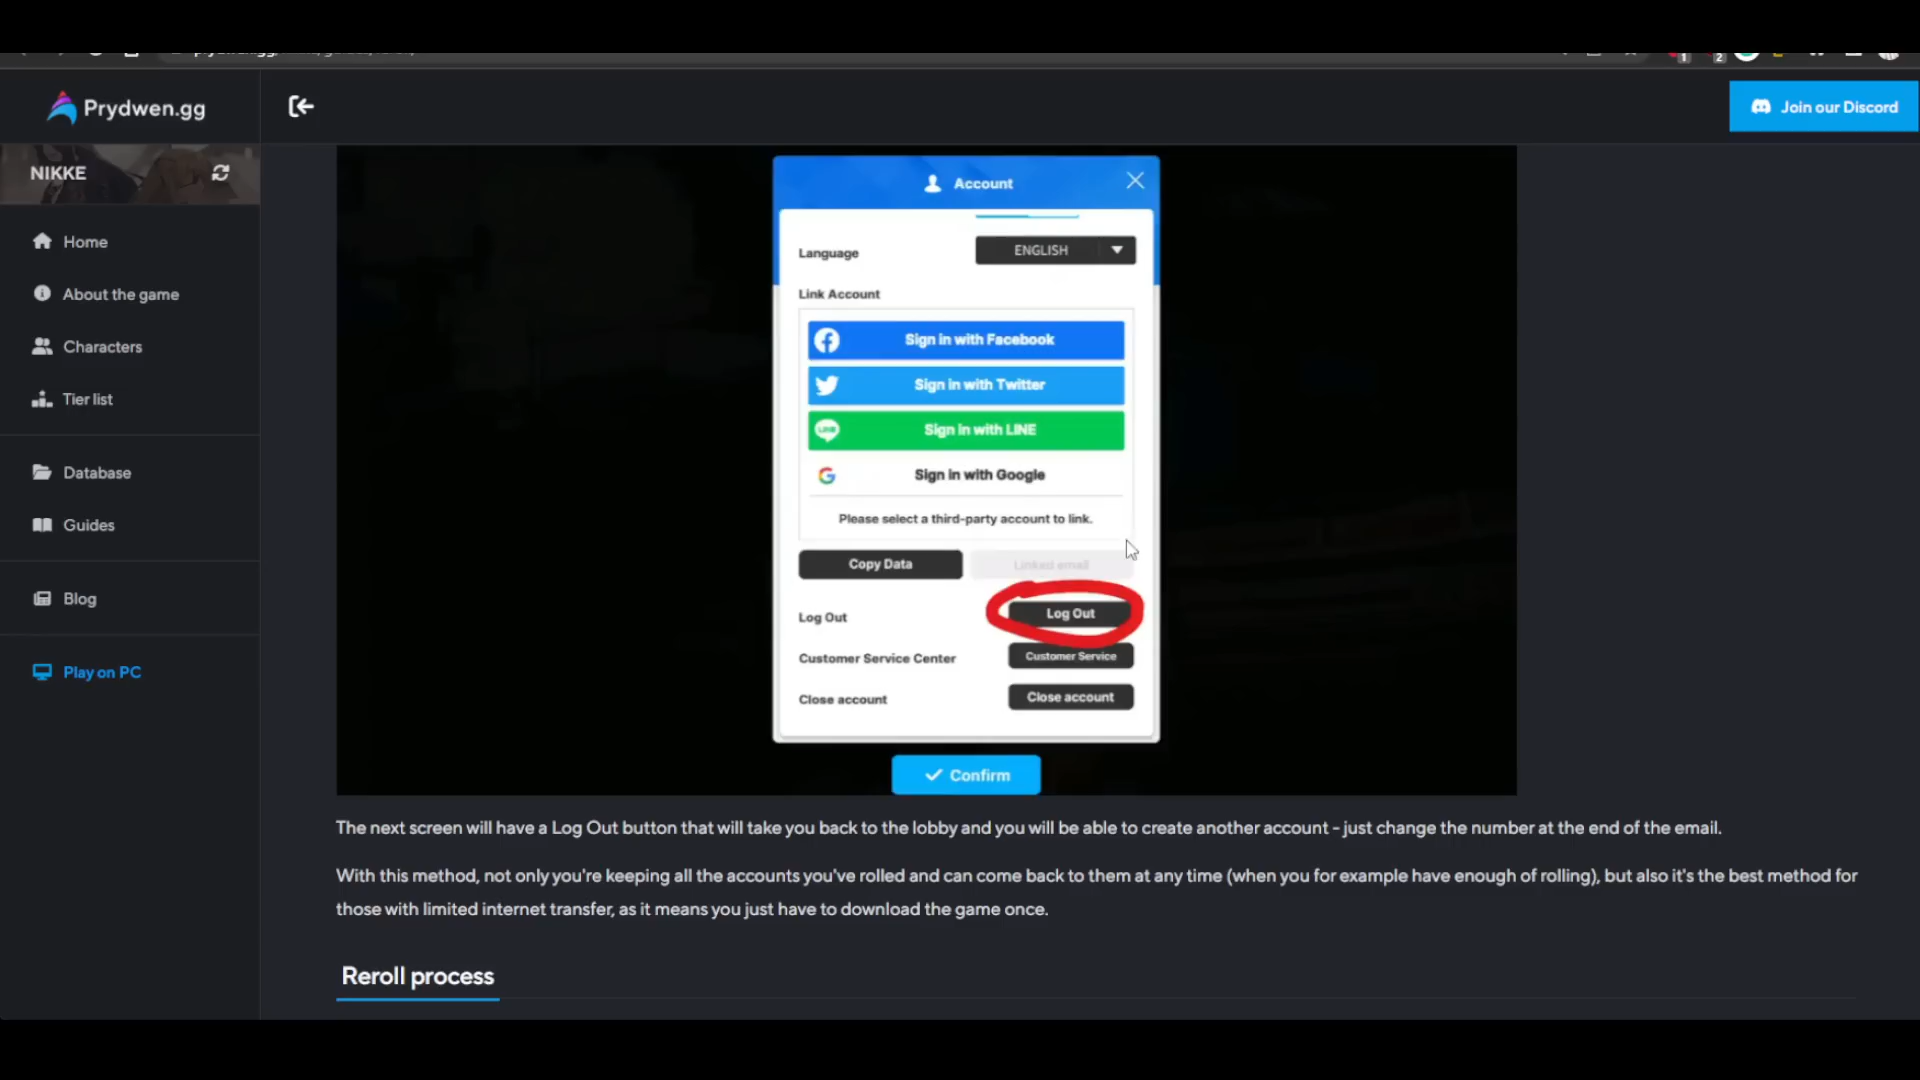 Prydwen.gg
Join our Discord
NIKKE
Home
About the game
Characters
Tier list
Database
Guides
Blog
Play on PC
Account
Language
ENGLISH
Link Account
Sign in with Facebook
Sign in with Twitter
Sign in with LINE
Sign in with Google
Please select a third-party account to link.
Copy Data
Linked email
Log Out
Log Out
Customer Service Center
Customer Service
Close account
Close account
Confirm
The next screen will have a Log Out button that will take you back to the lobby and you will be able to create another account - just change the number at the end of the email.
With this method, not only you're keeping all the accounts you've rolled and can come back to them at any time (when you for example have enough of rolling), but also it's the best method for
those with limited internet transfer, as it means you just have to download the game once.
Reroll process